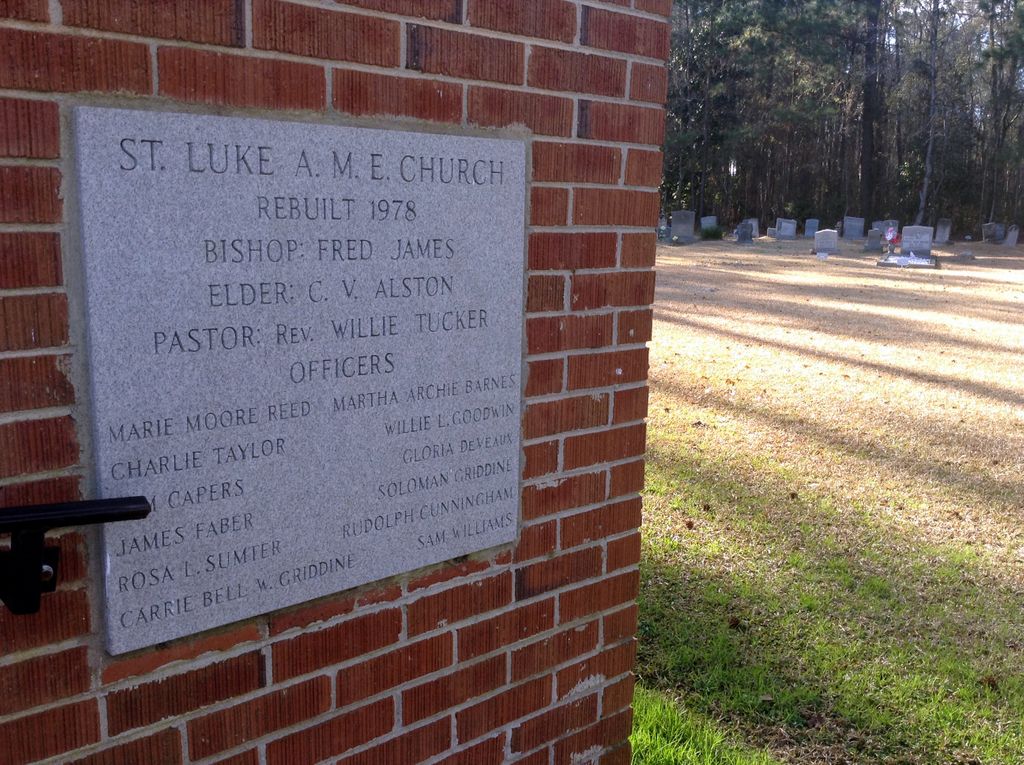 ST. LUKE A. M. E. CHURCH
REBUILT 1978
BISHOP: FRED JAMES
ELDER: C. V. ALSTON
PASTOR: REV. WILLIE TUCKER
OFFICERS
MARIE MOORE REED MARTHA ARCHIE BARNES
CHARLIE TAYLOR WILLIE L. GOODWIN
CAPERS GLORIA DEVEAUX
JAMES FABER SOLOMAN GRIDDINE
ROSA L. SUMTER RUDOLPH CUNNINGHAM
CARRIE BELL W. GRIDDINE SAM WILLIAMS